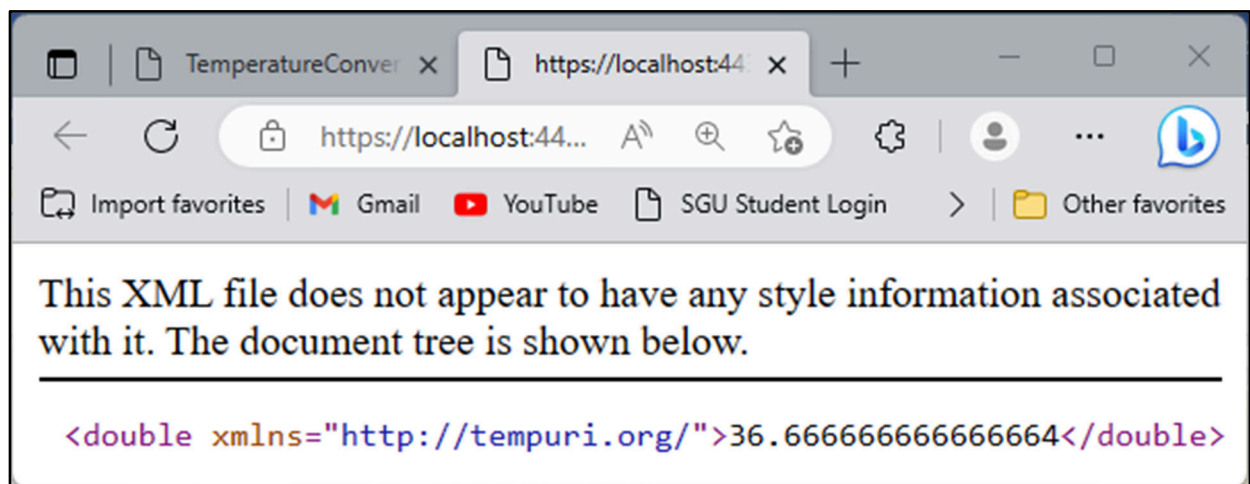 TemperatureConver
https://localhost:44
https://localhost:44...
Import favorites
Gmail
YouTube
SGU Student Login
Other favorites
This XML file does not appear to have any style information associated
with it. The document tree is shown below.
<double xmlns="http://tempuri.org/">36.666666666666664</double>